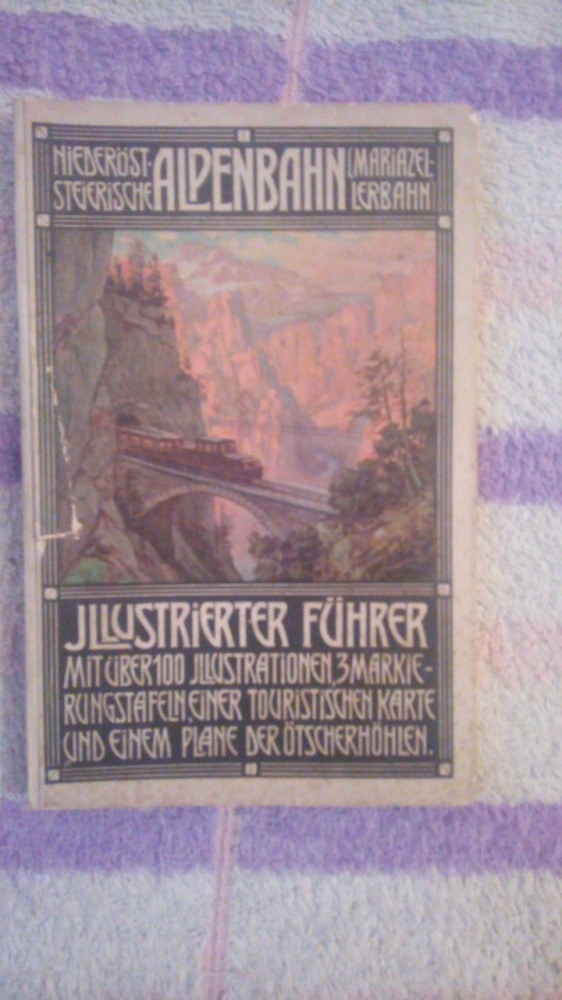 NIEDERÖST-
STEIERISCHE
ALPENBAHN
(MARIAZEL-
LERBAHN)
JLLUSTRIERTER FÜHRER
MIT ÜBER 100 JLLUSTRATIONEN, 3 MARKIE-
RUNGSTAFELN, EINER TOURISTISCHEN KARTE
UND EINEM PLANE DER ÖTSCHERHÖHLEN.